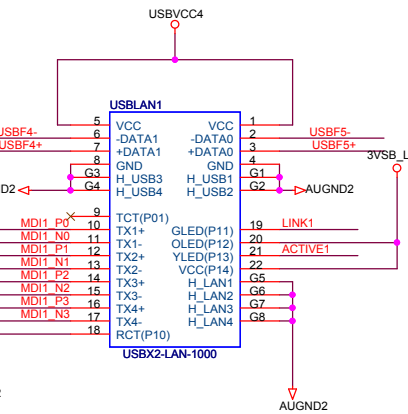 USBVCC4
USBLAN1
5 VCC VCC 1
USBF4- 6 -DATA1 -DATA0 2 USBF5-
USBF4+ 7 +DATA1 +DATA0 3 USBF5+
8 GND GND 4 3VSB_L
G3 H_USB3 H_USB1 G1
D2 G4 H_USB4 H_USB2 G2 AUGND2
9 TCT(P01)
MDI1_P0 10 TX1+ GLED(P11) 19 LINK1
MDI1_N0 11 TX1- OLED(P12) 20
MDI1_P1 12 TX2+ YLED(P13) 21 ACTIVE1
MDI1_N1 13 TX2- VCC(P14) 22
MDI1_P2 14 TX3+ H_LAN1 G5
MDI1_N2 15 TX3- H_LAN2 G6
MDI1_P3 16 TX4+ H_LAN3 G7
MDI1_N3 17 TX4- H_LAN4 G8
18 RCT(P10)
USBX2-LAN-1000
AUGND2